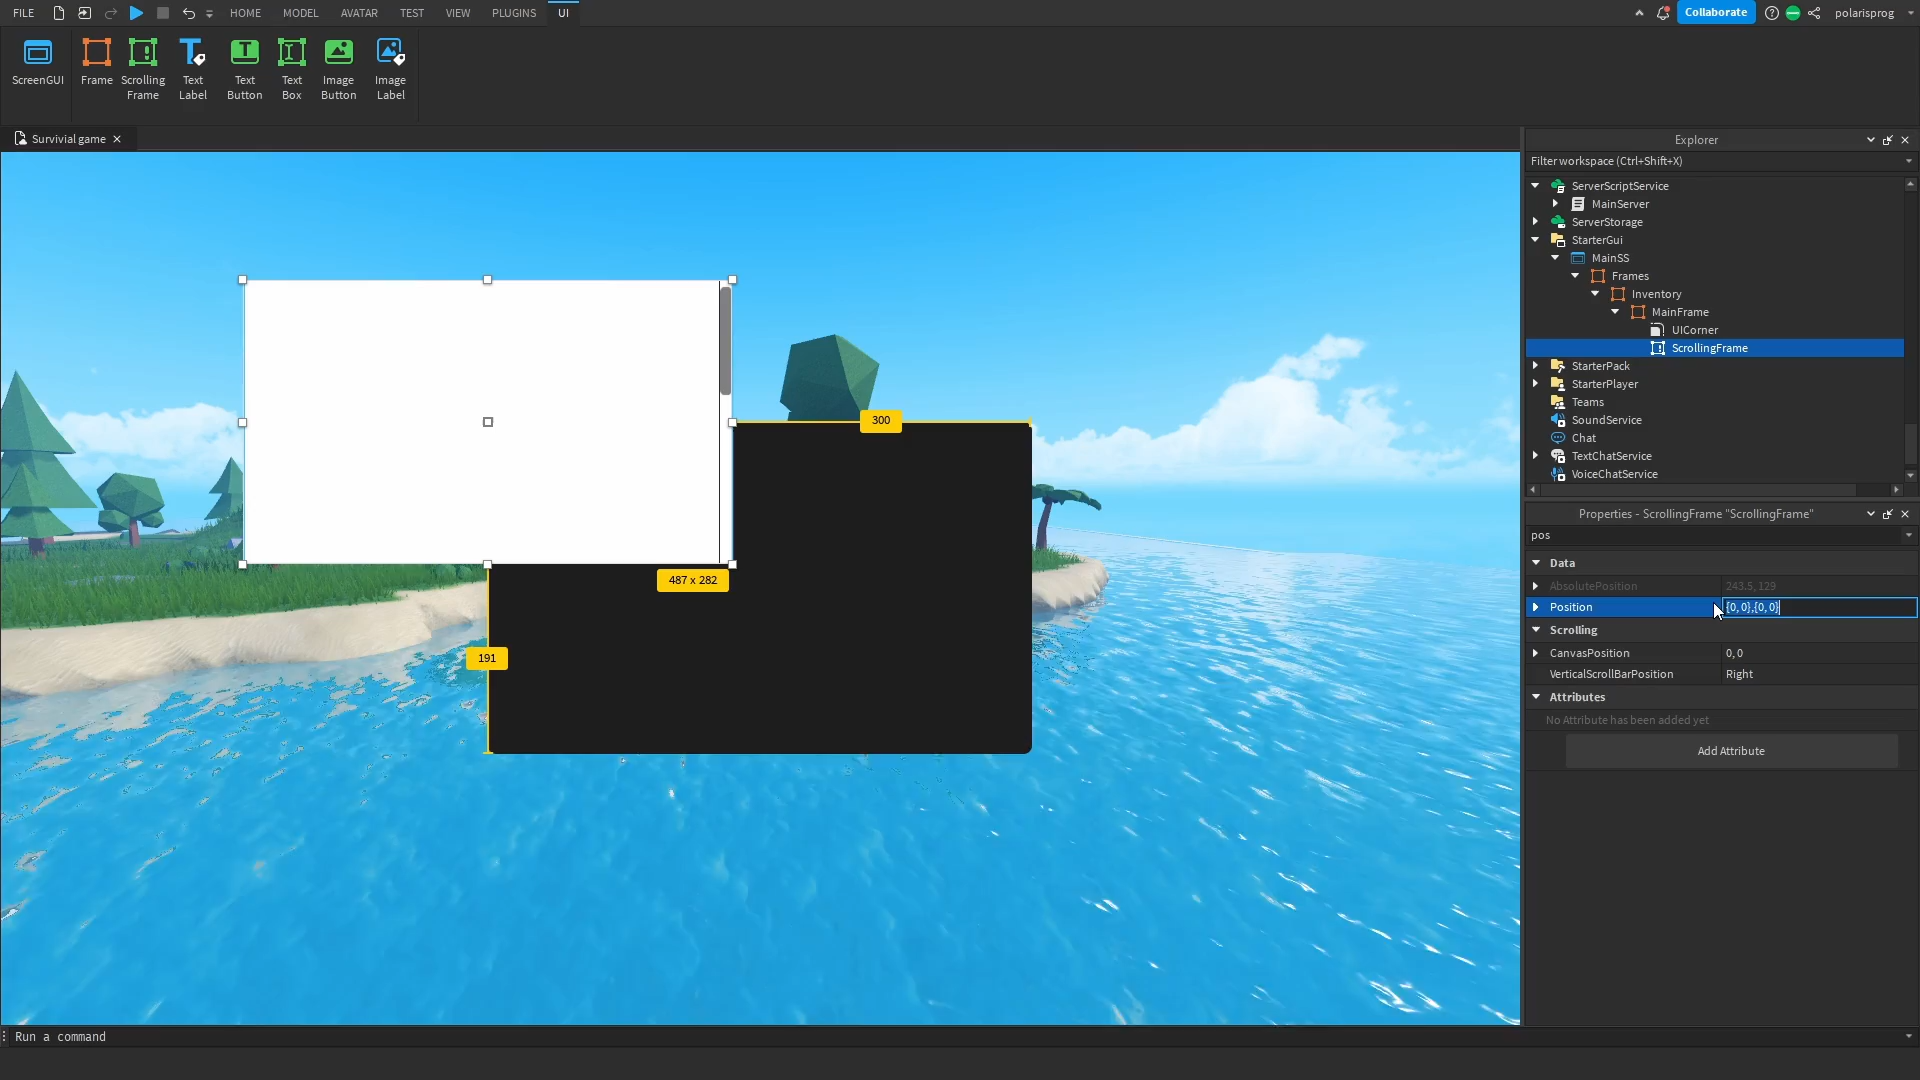 FILE HOME MODEL AVATAR TEST VIEW PLUGINS UI Collaborate polarisprog
ScreenGUI
Frame
Scrolling
Frame
Text
Label
Text
Button
Text
Box
Image
Button
Image
Label
Survivial game
Explorer
Filter workspace (Ctrl+Shift+X)
ServerScriptService
MainServer
ServerStorage
StarterGui
MainSS
Frames
Inventory
MainFrame
UICorner
ScrollingFrame
StarterPack
StarterPlayer
Teams
SoundService
Chat
TextChatService
VoiceChatService
300
487 x 282
191
Properties - ScrollingFrame "ScrollingFrame"
pos
Data
AbsolutePosition 243.5, 129
Position {0, 0},{0, 0}
Scrolling
CanvasPosition 0, 0
VerticalScrollBarPosition Right
Attributes
No Attribute has been added yet
Add Attribute
Run a command